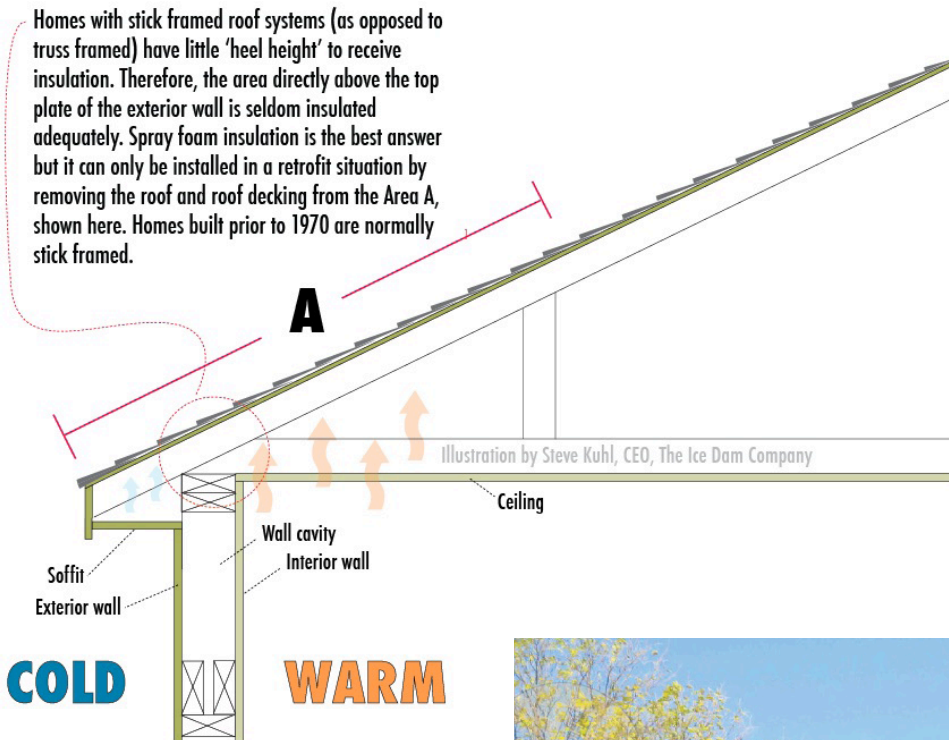 Homes with stick framed roof systems (as opposed to
truss framed) have little ‘heel height’ to receive
insulation. Therefore, the area directly above the top
plate of the exterior wall is seldom insulated
adequately. Spray foam insulation is the best answer
but it can only be installed in a retrofit situation by
removing the roof and roof decking from the Area A,
shown here. Homes built prior to 1970 are normally
stick framed.
A
Illustration by Steve Kuhl, CEO, The Ice Dam Company
Ceiling
Wall cavity
Interior wall
Soffit
Exterior wall
COLD
WARM